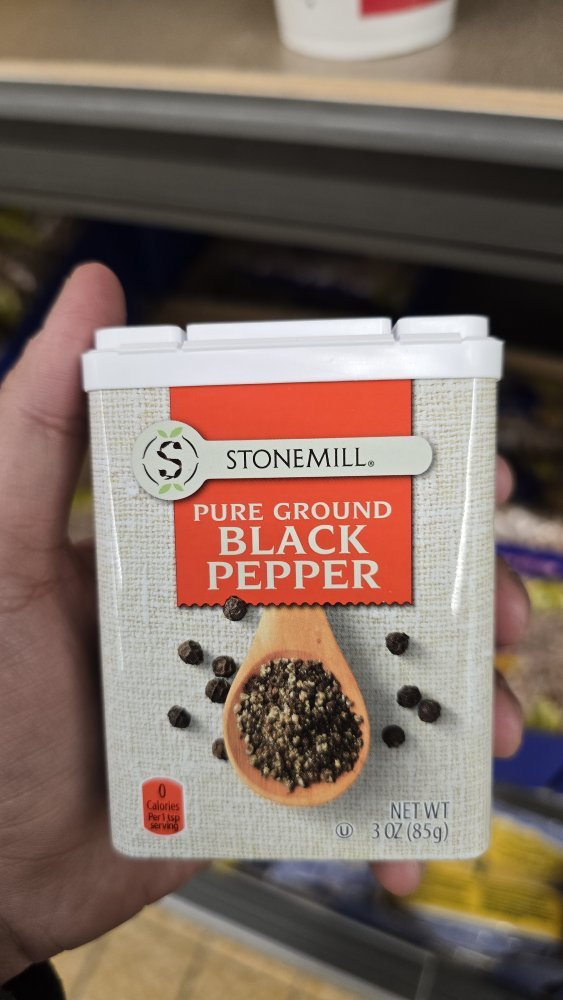 S
STONEMILL®
PURE GROUND
BLACK
PEPPER
0
Calories
Per 1 tsp
serving
U
NET WT
3 OZ (85g)